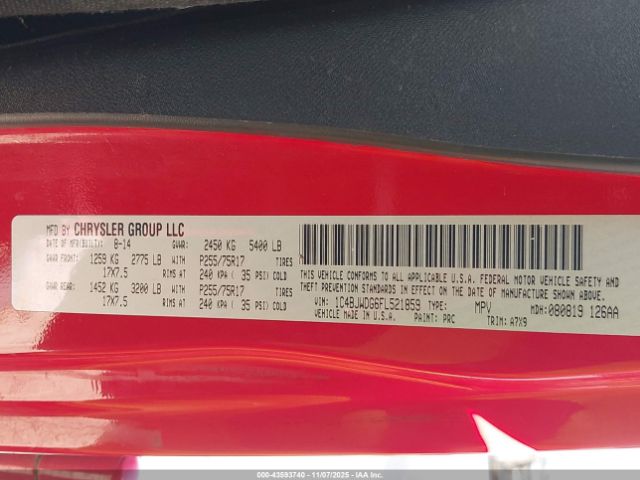 MFD BY CHRYSLER GROUP LLC
DATE OF MFR(BUILT): 8-14 GVWR: 2450 KG 5400 LB
GAWR FRONT: 1259 KG 2775 LB WITH P255/75R17 TIRES
17X7.5 RIMS AT 240 KPA ( 35 PSI) COLD
GAWR REAR: 1452 KG 3200 LB WITH P255/75R17 TIRES
17X7.5 RIMS AT 240 KPA ( 35 PSI) COLD
THIS VEHICLE CONFORMS TO ALL APPLICABLE U.S.A. FEDERAL MOTOR VEHICLE SAFETY AND
THEFT PREVENTION STANDARDS IN EFFECT ON THE DATE OF MANUFACTURE SHOWN ABOVE.
VIN: 1C4BJWDG6FL521859 TYPE: MPV MDH: 080819 126AA
VEHICLE MADE IN U.S.A. PAINT: PRC TRIM: A7X9
000-43593740 - 11/07/2025 - IAAI.COM